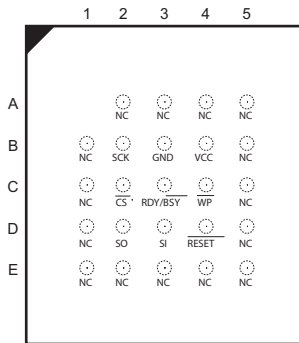 1 2 3 4 5
A
NC NC NC NC
B
NC SCK GND VCC NC
C
NC CS RDY/BSY WP NC
D
NC SO SI RESET NC
E
NC NC NC NC NC